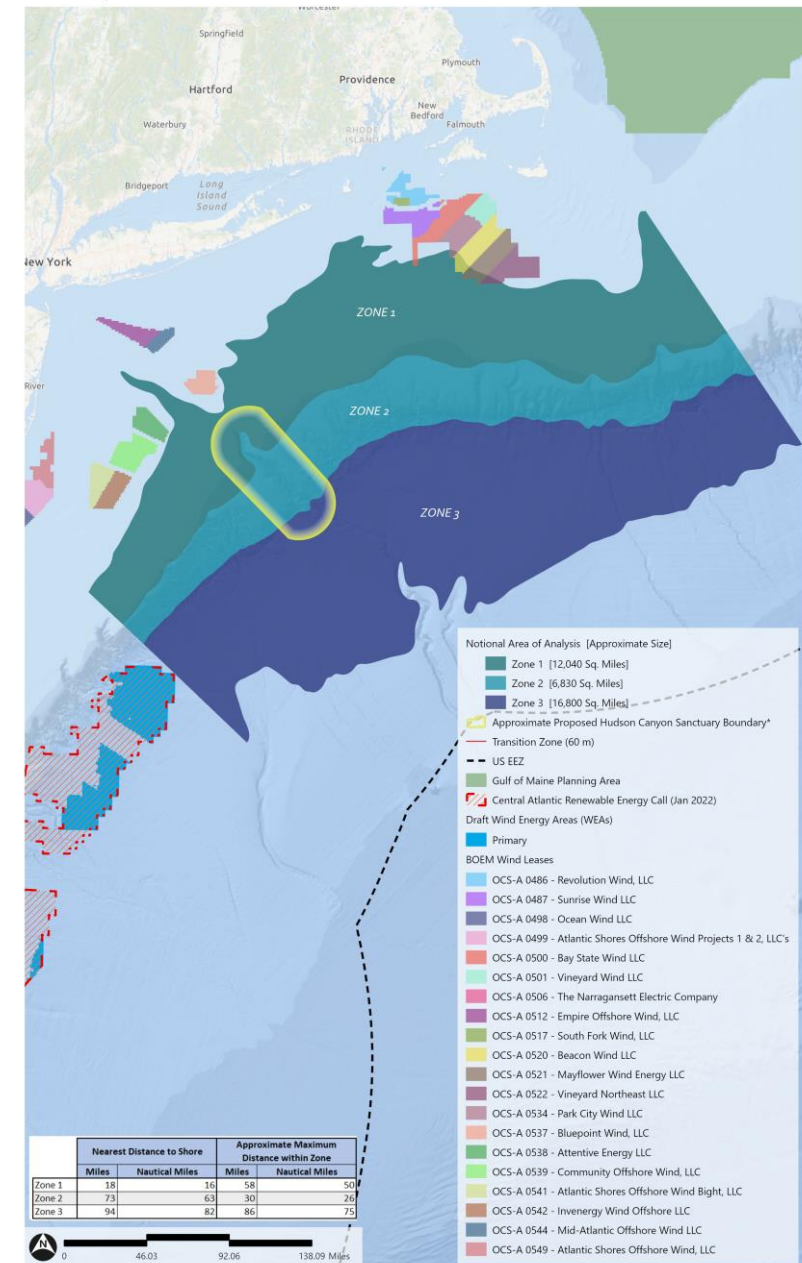 Worcester
Springfield
Plymouth
Hartford
Providence
New
Bedford
Falmouth
Waterbury
RHODE
ISLAND
Bridgeport
Long
Island
Sound
New York
River
ZONE 1
ZONE 2
ZONE 3
Notional Area of Analysis [Approximate Size]
Zone 1 [12,040 Sq. Miles]
Zone 2 [6,830 Sq. Miles]
Zone 3 [16,800 Sq. Miles]
Approximate Proposed Hudson Canyon Sanctuary Boundary*
Transition Zone (60 m)
US EEZ
Gulf of Maine Planning Area
Central Atlantic Renewable Energy Call (Jan 2022)
Draft Wind Energy Areas (WEAs)
Primary
BOEM Wind Leases
OCS-A 0486 - Revolution Wind, LLC
OCS-A 0487 - Sunrise Wind LLC
OCS-A 0498 - Ocean Wind LLC
OCS-A 0499 - Atlantic Shores Offshore Wind Projects 1 & 2, LLC's
OCS-A 0500 - Bay State Wind LLC
OCS-A 0501 - Vineyard Wind LLC
OCS-A 0506 - The Narragansett Electric Company
OCS-A 0512 - Empire Offshore Wind, LLC
OCS-A 0517 - South Fork Wind, LLC
OCS-A 0520 - Beacon Wind LLC
OCS-A 0521 - Mayflower Wind Energy LLC
OCS-A 0522 - Vineyard Northeast LLC
OCS-A 0534 - Park City Wind LLC
OCS-A 0537 - Bluepoint Wind, LLC
OCS-A 0538 - Attentive Energy LLC
OCS-A 0539 - Community Offshore Wind, LLC
OCS-A 0541 - Atlantic Shores Offshore Wind Bight, LLC
OCS-A 0542 - Invenergy Wind Offshore LLC
OCS-A 0544 - Mid-Atlantic Offshore Wind LLC
OCS-A 0549 - Atlantic Shores Offshore Wind, LLC
Nearest Distance to Shore Approximate Maximum Distance within Zone
Miles Nautical Miles Miles Nautical Miles
Zone 1 18 16 58 50
Zone 2 73 63 30 26
Zone 3 94 82 86 75
N
0 46.03 92.06 138.09 Miles